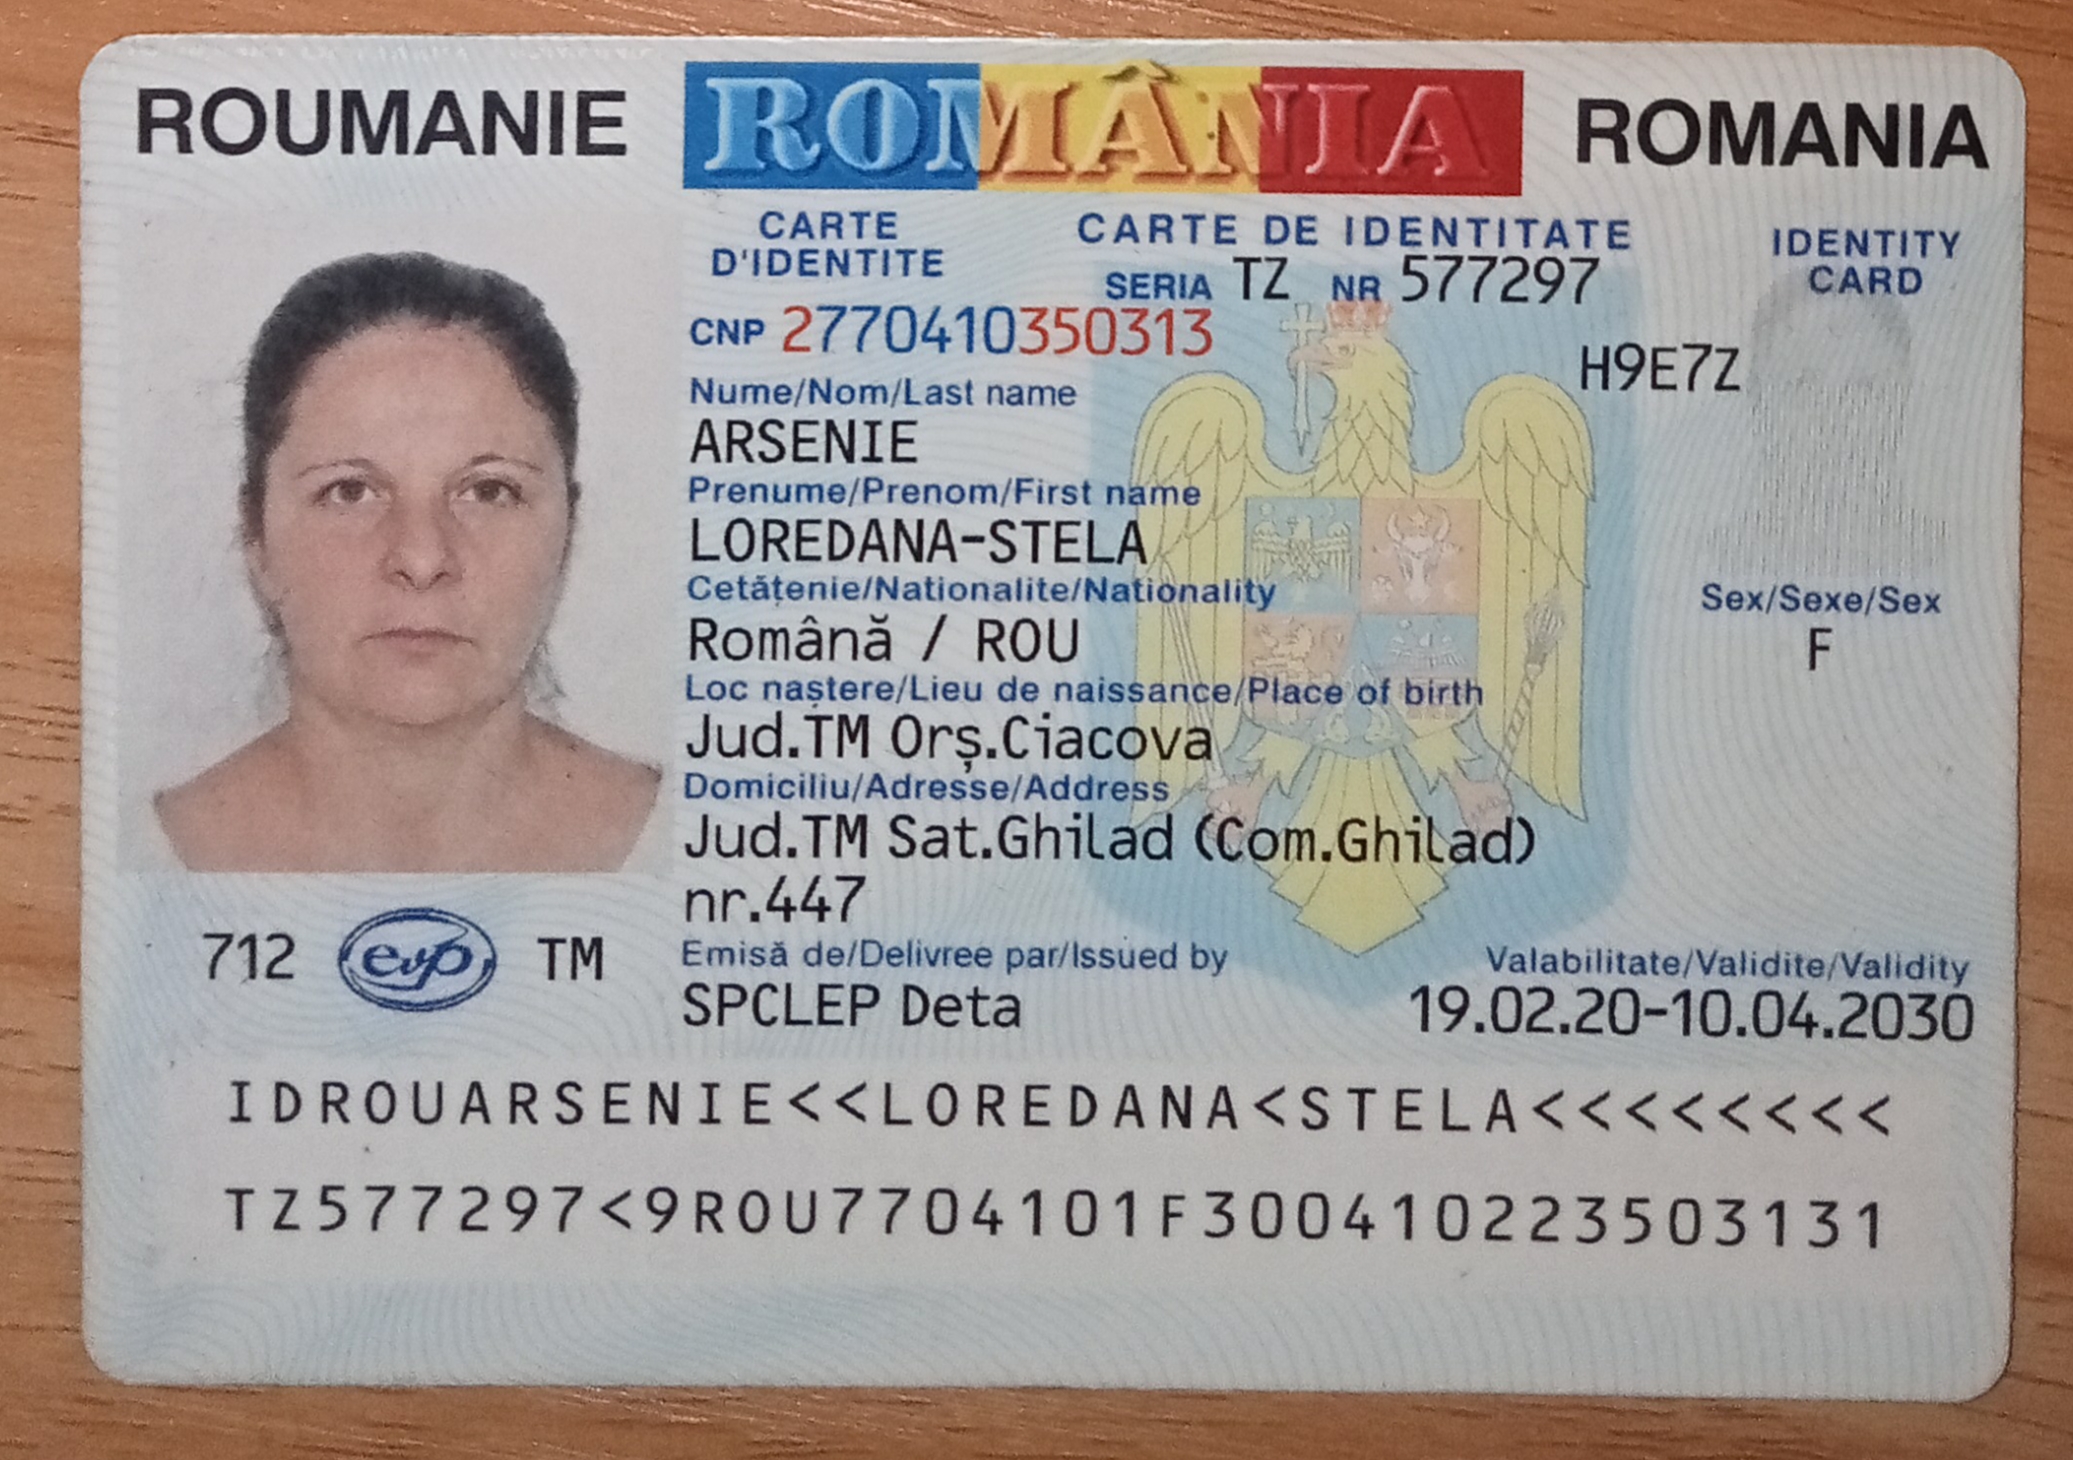 ROUMANIE ROMÂNIA ROMANIA
CARTE D'IDENTITE
CARTE DE IDENTITATE
IDENTITY CARD
SERIA TZ NR 577297
CNP 2770410350313
H9E7Z
Nume/Nom/Last name
ARSENIE
Prenume/Prenom/First name
LOREDANA-STELA
Cetățenie/Nationalite/Nationality
Română / ROU
Sex/Sexe/Sex
F
Loc naștere/Lieu de naissance/Place of birth
Jud.TM Orș.Ciacova
Domiciliu/Adresse/Address
Jud.TM Sat.Ghilad (Com.Ghilad)
nr.447
712 evp TM
Emisă de/Delivree par/Issued by
SPCLEP Deta
Valabilitate/Validite/Validity
19.02.20-10.04.2030
IDROUARSENIE<<LOREDANA<STELA<<<<<<<<
TZ577297<9ROU7704101F300410223503131